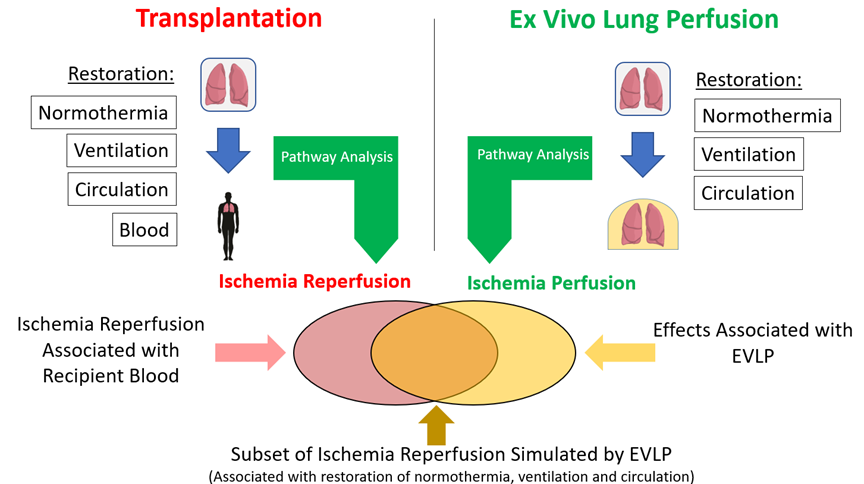 Transplantation
Restoration:
Normothermia
Ventilation
Circulation
Blood
Pathway Analysis
Ischemia Reperfusion
Ex Vivo Lung Perfusion
Restoration:
Normothermia
Ventilation
Circulation
Pathway Analysis
Ischemia Perfusion
Ischemia Reperfusion
Associated with
Recipient Blood
Effects Associated with
EVLP
Subset of Ischemia Reperfusion Simulated by EVLP
(Associated with restoration of normothermia, ventilation and circulation)